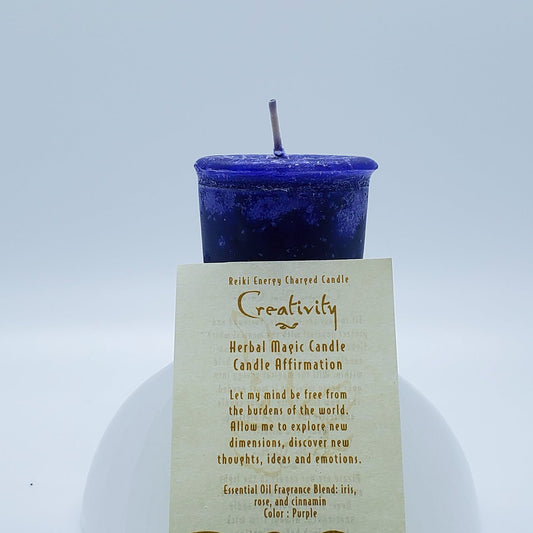 Reiki Energy Charged Candle
Creativity
Herbal Magic Candle
Candle Affirmation
Let my mind be free from
the burdens of the world.
Allow me to explore new
dimensions, discover new
thoughts, ideas and emotions.
Essential Oil Fragrance Blend: iris,
rose, and cinnamin
Color : Purple